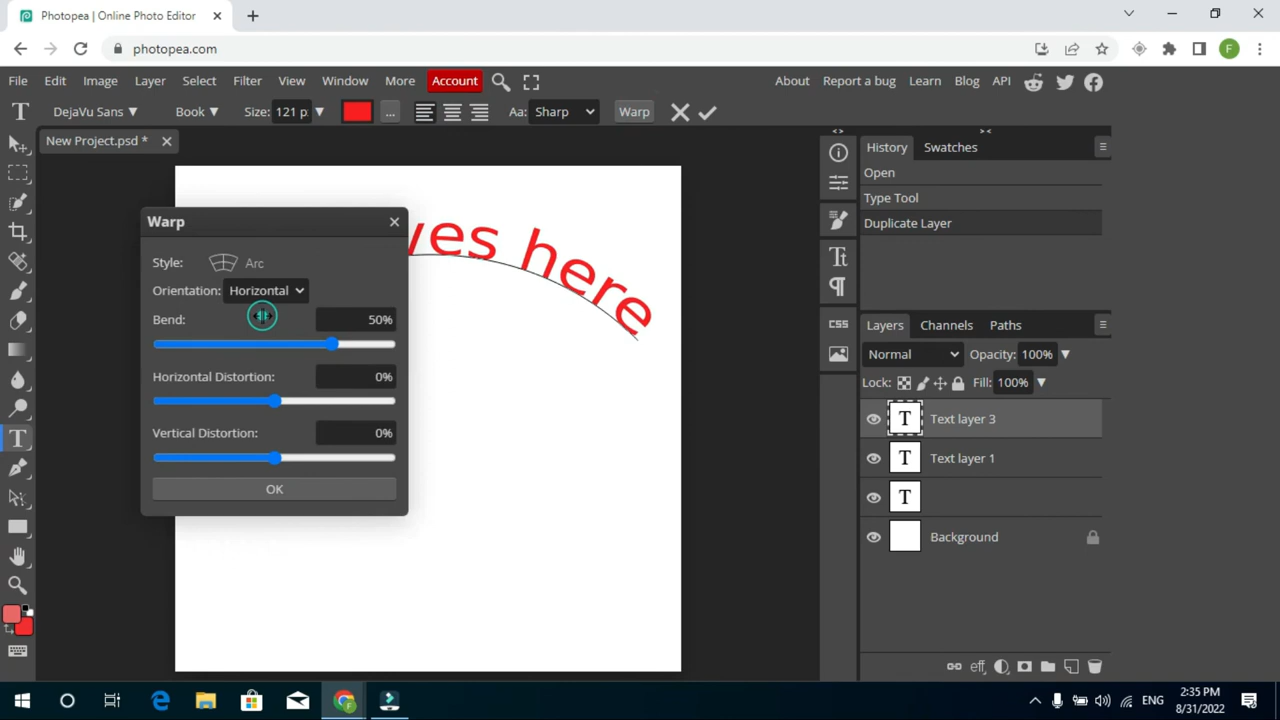 Photopea | Online Photo Editor
photopea.com
F
File Edit Image Layer Select Filter View Window More Account About Report a bug Learn Blog API
T DejaVu Sans Book Size: 121 p ... Aa: Sharp Warp
New Project.psd *
History Swatches
Open
Type Tool
Duplicate Layer
yes here
Warp
Style: Arc
Orientation: Horizontal
Bend: 50%
Horizontal Distortion: 0%
Vertical Distortion: 0%
OK
CSS
Layers Channels Paths
Normal Opacity: 100%
Lock: Fill: 100%
T Text layer 3
T Text layer 1
T
Background
eff
ENG
2:35 PM
8/31/2022